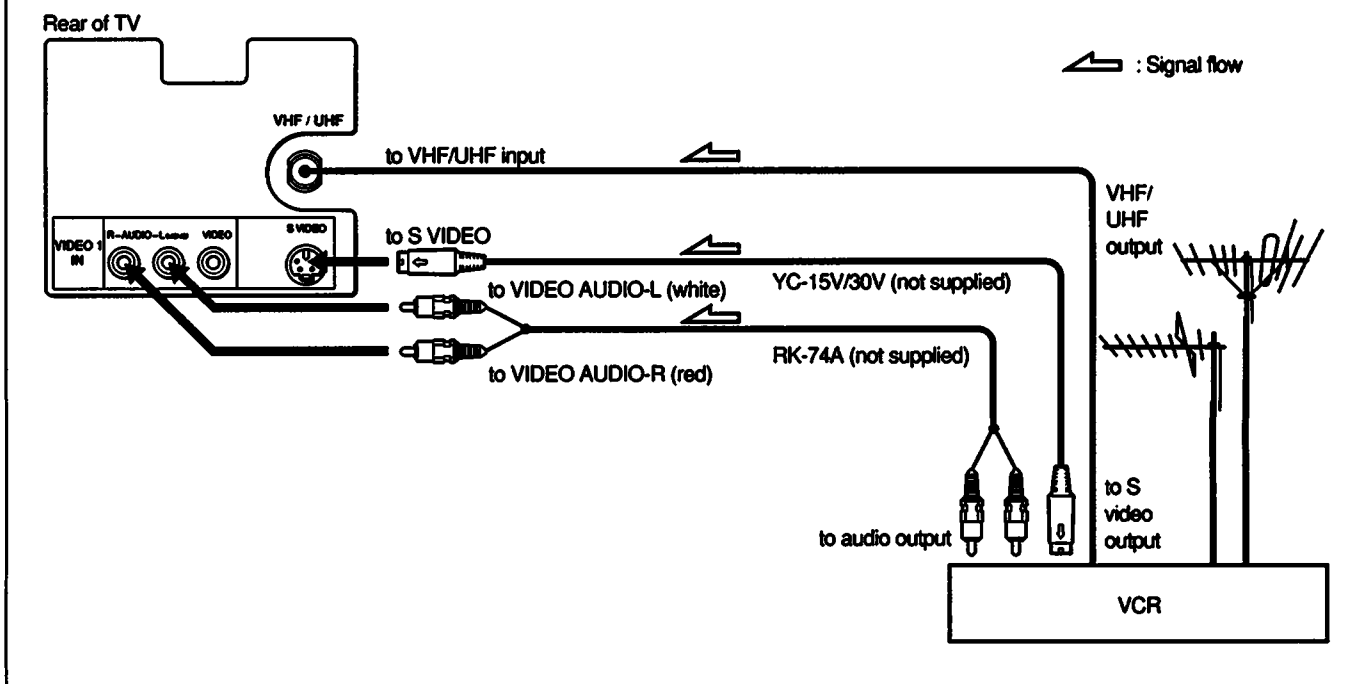 Rear of TV
: Signal flow
VHF / UHF
to VHF/UHF input
VHF/
UHF
output
VIDEO 1
IN
R–AUDIO–L
VIDEO
S VIDEO
to S VIDEO
YC-15V/30V (not supplied)
to VIDEO AUDIO-L (white)
RK-74A (not supplied)
to VIDEO AUDIO-R (red)
to audio output
to S
video
output
VCR